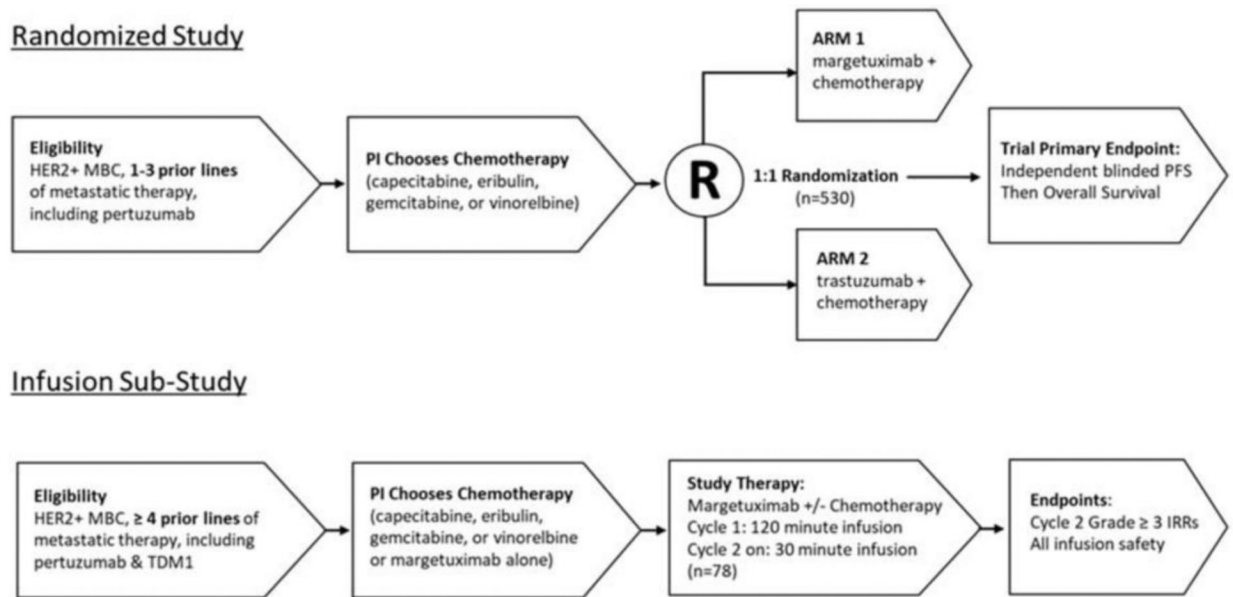 Randomized Study
Eligibility
HER2+ MBC, 1-3 prior lines
of metastatic therapy,
including pertuzumab
PI Chooses Chemotherapy
(capecitabine, eribulin,
gemcitabine, or vinorelbine)
R
1:1 Randomization
(n=530)
ARM 1
margetuximab +
chemotherapy
ARM 2
trastuzumab +
chemotherapy
Trial Primary Endpoint:
Independent blinded PFS
Then Overall Survival
Infusion Sub-Study
Eligibility
HER2+ MBC, ≥ 4 prior lines of
metastatic therapy, including
pertuzumab & TDM1
PI Chooses Chemotherapy
(capecitabine, eribulin,
gemcitabine, or vinorelbine
or margetuximab alone)
Study Therapy:
Margetuximab +/- Chemotherapy
Cycle 1: 120 minute infusion
Cycle 2 on: 30 minute infusion
(n=78)
Endpoints:
Cycle 2 Grade ≥ 3 IRRs
All infusion safety